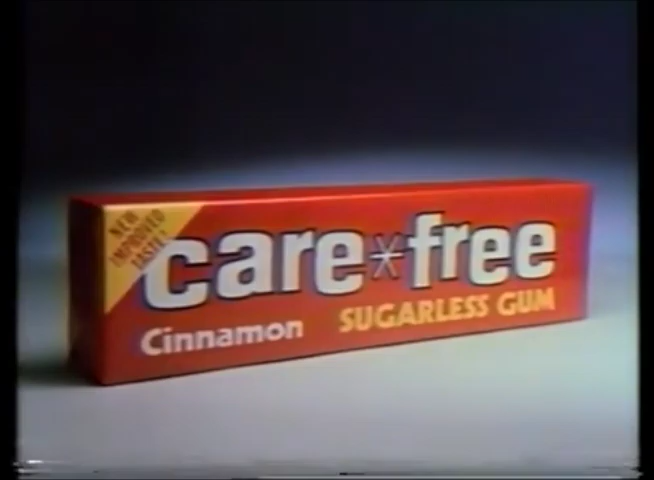 NEW
IMPROVED
TASTE!
care*free
Cinnamon
SUGARLESS GUM